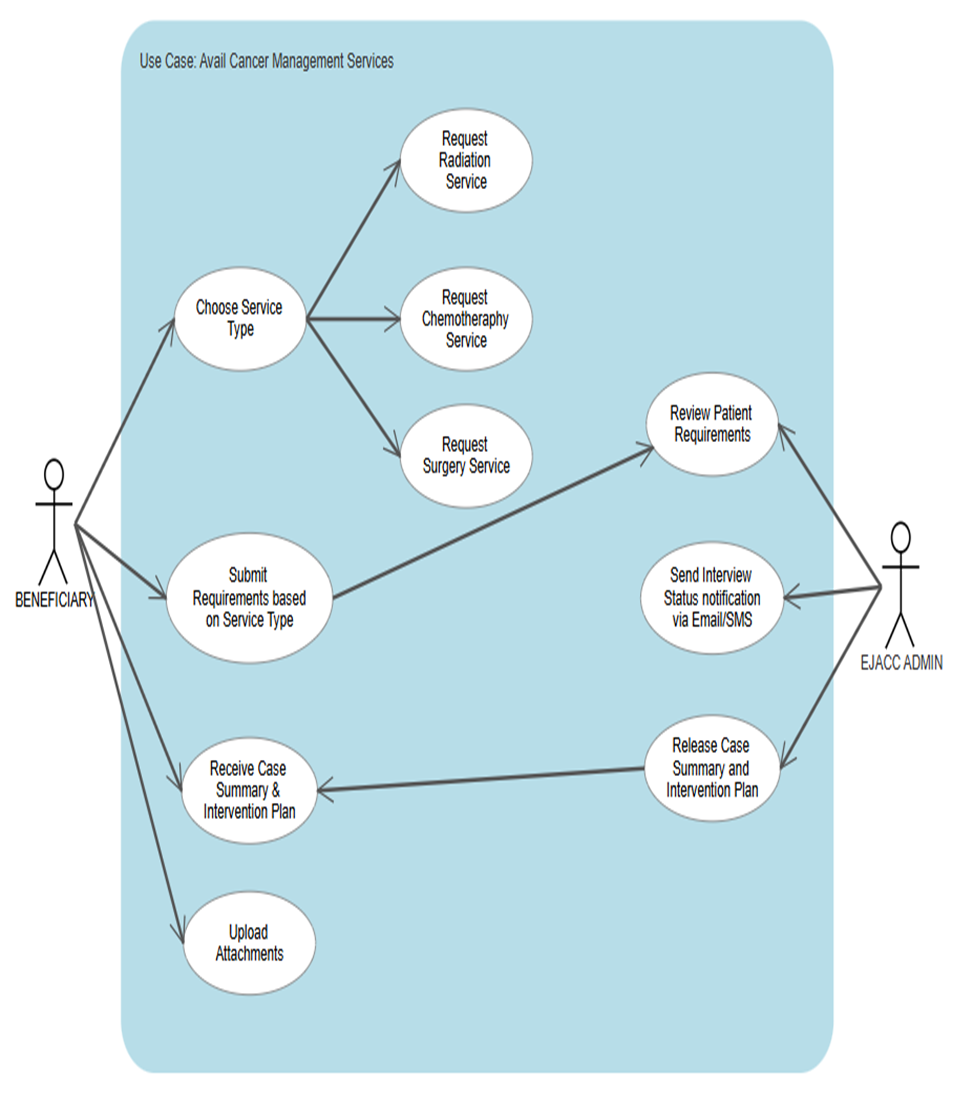 Use Case: Avail Cancer Management Services
Request
Radiation
Service
Choose Service
Type
Request
Chemotheraphy
Service
Request
Surgery Service
Review Patient
Requirements
BENEFICIARY
Submit
Requirements based
on Service Type
Send Interview
Status notification
via Email/SMS
EJACC ADMIN
Receive Case
Summary &
Intervention Plan
Release Case
Summary and
Intervention Plan
Upload
Attachments